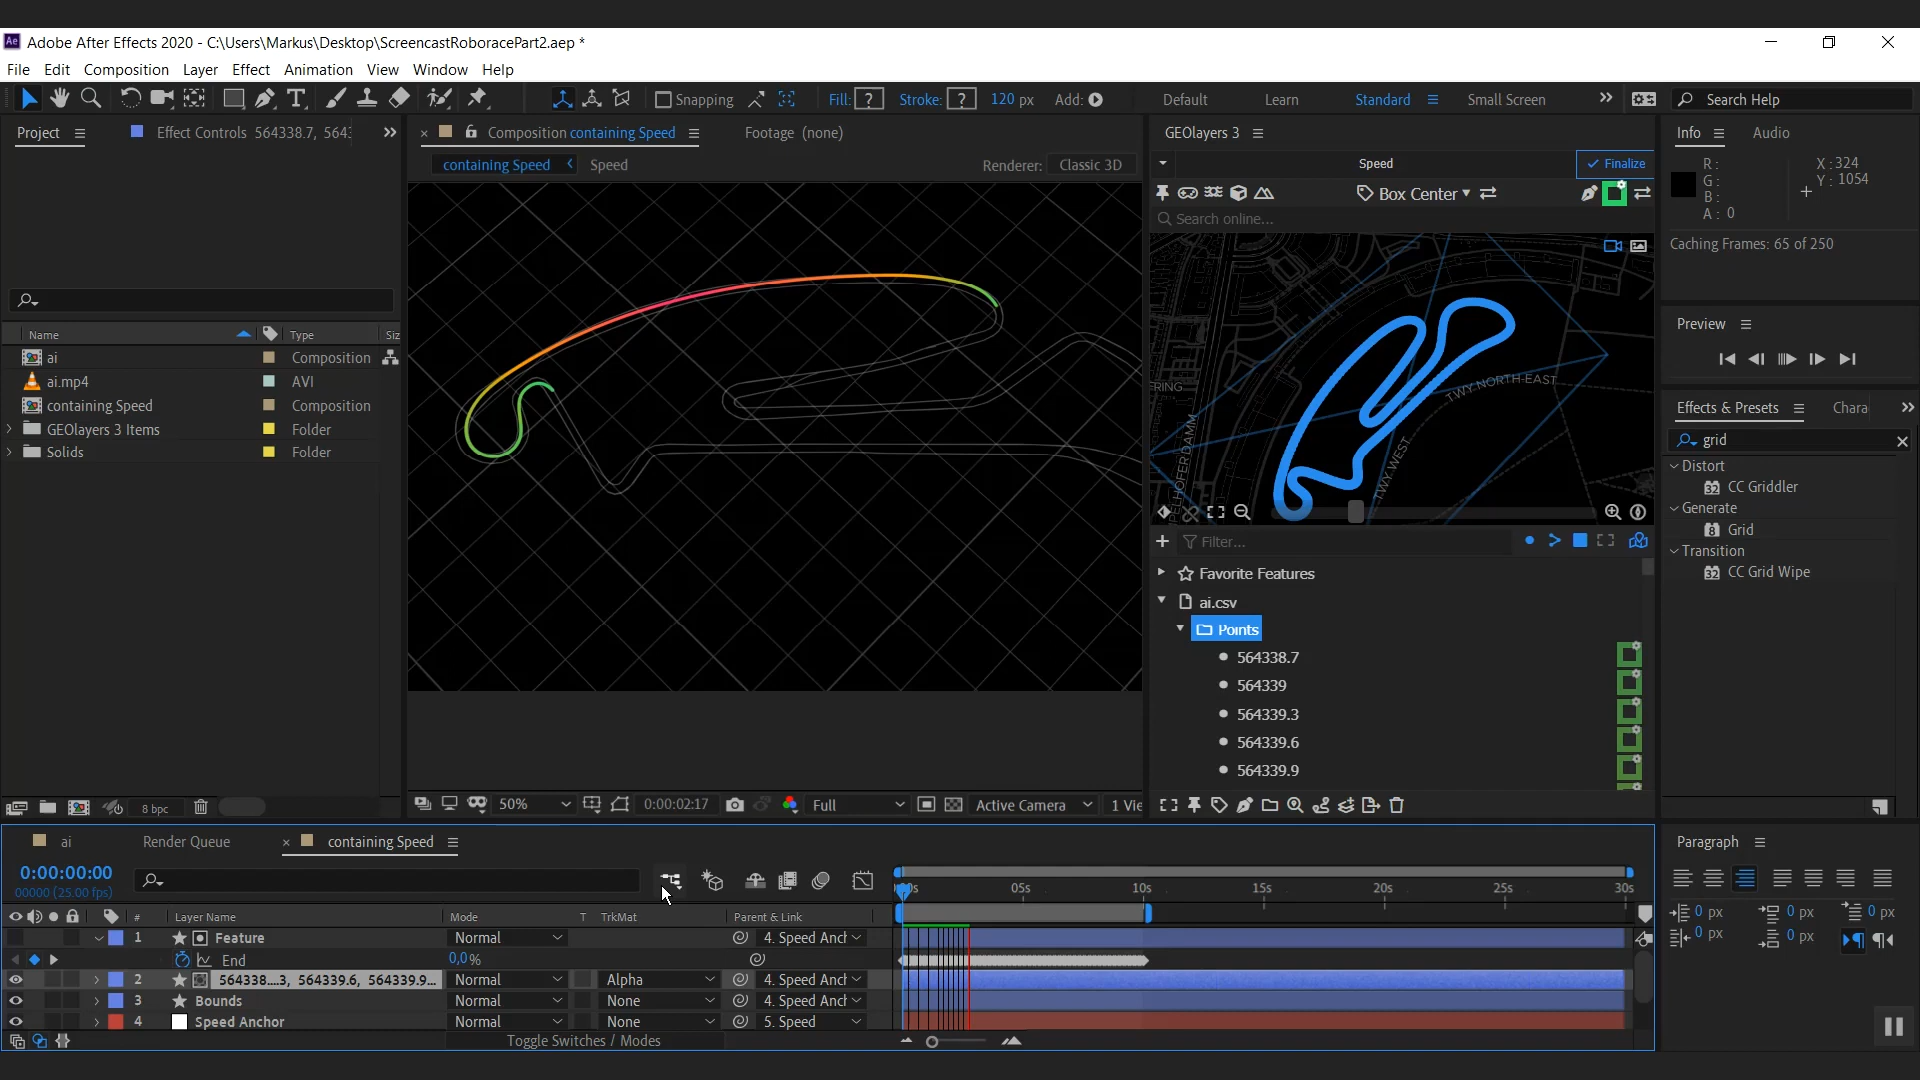 Adobe After Effects 2020 - C:\Users\Markus\Desktop\ScreencastRoboracePart2.aep *
File Edit Composition Layer Effect Animation View Window Help
Snapping Fill: ? Stroke: ? 120 px Add: Default Learn Standard Small Screen Search Help
Project Effect Controls 564338.7, 564: Composition containing Speed Footage (none) GEOlayers 3 Info Audio
containing Speed Speed Renderer: Classic 3D Speed Finalize
R: G: B: A: 0 X: 324 Y: 1054
Box Center
Search online...
Caching Frames: 65 of 250
Name Type Siz
ai Composition
ai.mp4 AVI
containing Speed Composition
GEOlayers 3 Items Folder
Solids Folder
8 bpc
50% 0:00:02:17 Full Active Camera 1 Vie
TWY NORTH-EAST
TWY WEST
Filter...
Favorite Features
ai.csv
Points
564338.7
564339
564339.3
564339.6
564339.9
Preview
Effects & Presets Chara
grid
Distort
CC Griddler
Generate
Grid
Transition
CC Grid Wipe
ai Render Queue containing Speed
0:00:00:00
00000 (25.00 fps)
05s 10s 15s 20s 25s 30s
# Layer Name Mode T TrkMat Parent & Link
1 Feature Normal 4. Speed Anch
End 0,0%
2 564338....3, 564339.6, 564339.9... Normal Alpha 4. Speed Anch
3 Bounds Normal None 4. Speed Anch
4 Speed Anchor Normal None 5. Speed
Toggle Switches / Modes
Paragraph
0 px 0 px 0 px
0 px 0 px